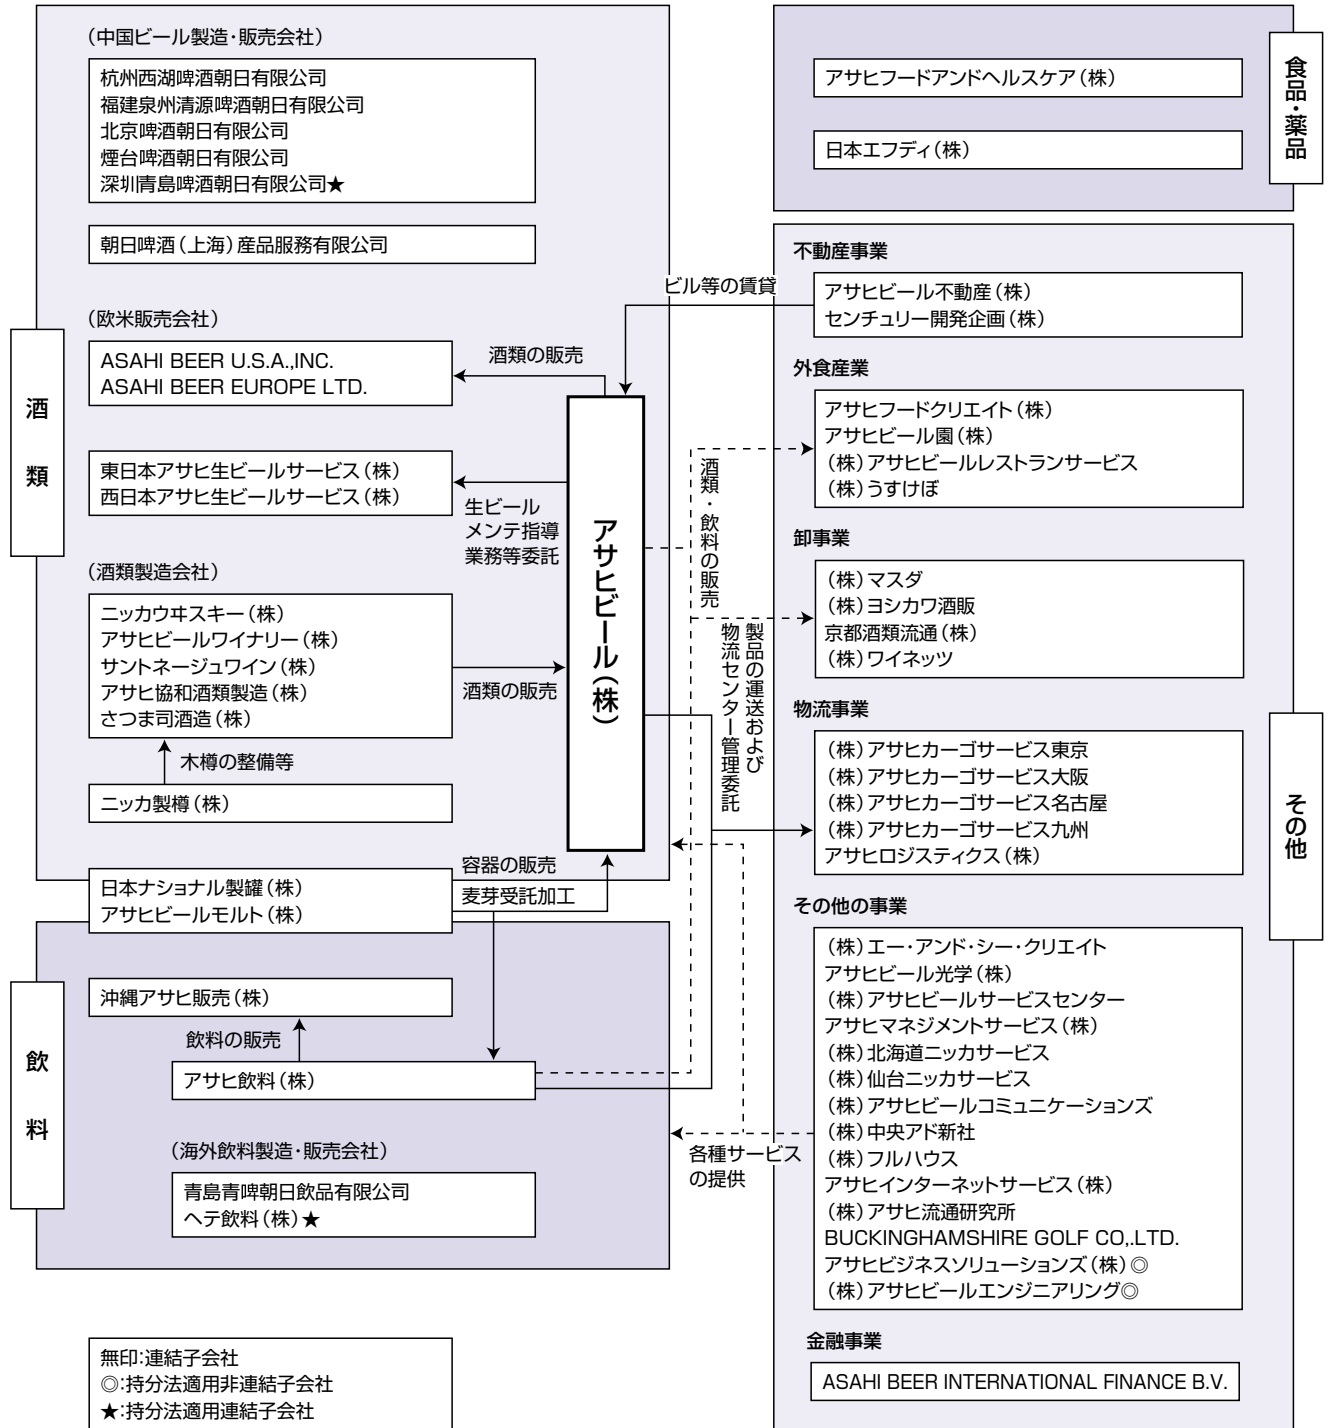 酒類
（中国ビール製造・販売会社）
杭州西湖啤酒朝日有限公司
福建泉州清源啤酒朝日有限公司
北京啤酒朝日有限公司
煙台啤酒朝日有限公司
深圳青島啤酒朝日有限公司★
朝日啤酒（上海）産品服務有限公司
（欧米販売会社）
ASAHI BEER U.S.A.,INC.
ASAHI BEER EUROPE LTD.
酒類の販売
東日本アサヒ生ビールサービス（株）
西日本アサヒ生ビールサービス（株）
生ビール
メンテ指導
業務等委託
（酒類製造会社）
ニッカウヰスキー（株）
アサヒビールワイナリー（株）
サントネージュワイン（株）
アサヒ協和酒類製造（株）
さつま司酒造（株）
酒類の販売
木樽の整備等
ニッカ製樽（株）
日本ナショナル製罐（株）
アサヒビールモルト（株）
容器の販売
麦芽受託加工
アサヒビール（株）
飲料
沖縄アサヒ販売（株）
飲料の販売
アサヒ飲料（株）
（海外飲料製造・販売会社）
青島青啤朝日飲品有限公司
ヘテ飲料（株）★
ビル等の賃貸
酒類・飲料の販売
製品の運送および
物流センター管理委託
各種サービス
の提供
食品・薬品
アサヒフードアンドヘルスケア（株）
日本エフディ（株）
その他
不動産事業
アサヒビール不動産（株）
センチュリー開発企画（株）
外食産業
アサヒフードクリエイト（株）
アサヒビール園（株）
（株）アサヒビールレストランサービス
（株）うすけぼ
卸事業
（株）マスダ
（株）ヨシカワ酒販
京都酒類流通（株）
（株）ワイネッツ
物流事業
（株）アサヒカーゴサービス東京
（株）アサヒカーゴサービス大阪
（株）アサヒカーゴサービス名古屋
（株）アサヒカーゴサービス九州
アサヒロジスティクス（株）
その他の事業
（株）エー・アンド・シー・クリエイト
アサヒビール光学（株）
（株）アサヒビールサービスセンター
アサヒマネジメントサービス（株）
（株）北海道ニッカサービス
（株）仙台ニッカサービス
（株）アサヒビールコミュニケーションズ
（株）中央アド新社
（株）フルハウス
アサヒインターネットサービス（株）
（株）アサヒ流通研究所
BUCKINGHAMSHIRE GOLF CO,.LTD.
アサヒビジネスソリューションズ（株）◎
（株）アサヒビールエンジニアリング◎
金融事業
ASAHI BEER INTERNATIONAL FINANCE B.V.
無印:連結子会社
◎:持分法適用非連結子会社
★:持分法適用連結子会社